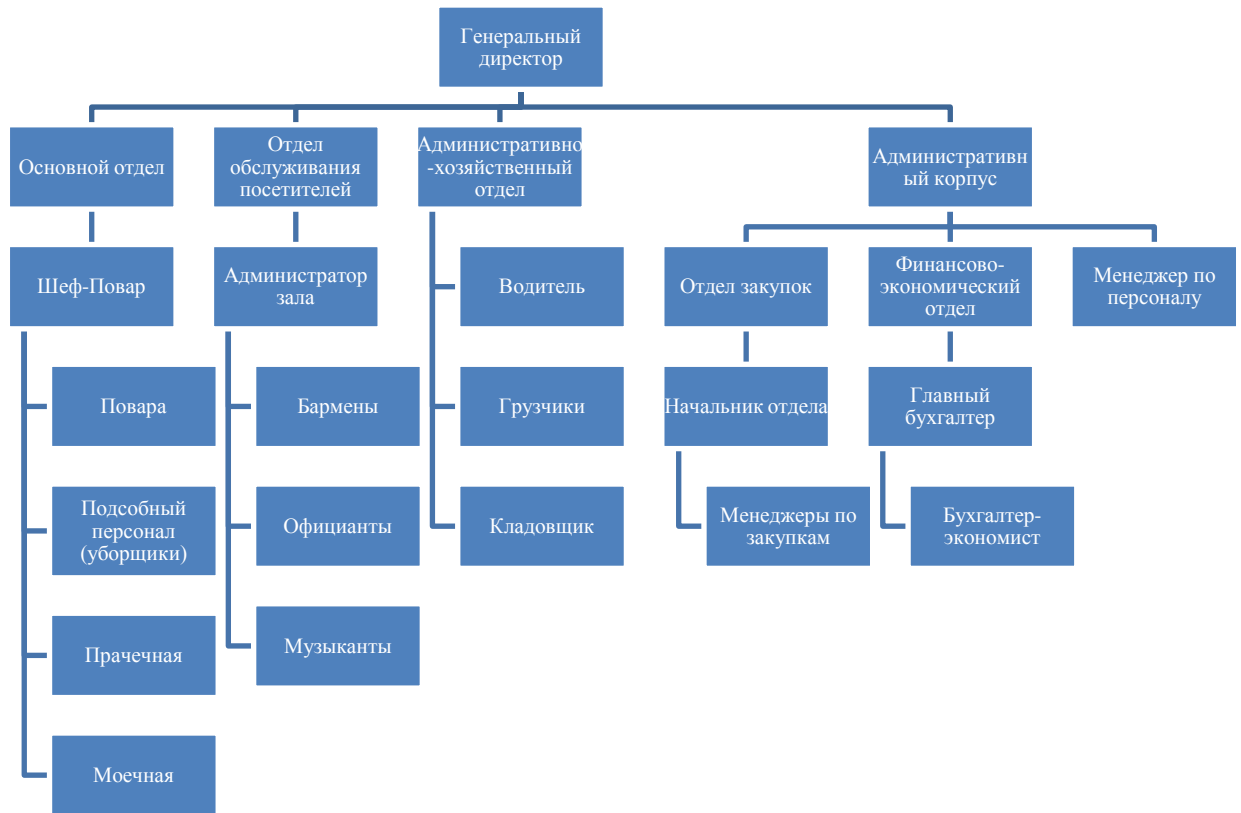 Генеральный
директор
Основной отдел
Отдел
обслуживания
посетителей
Административно
-хозяйственный
отдел
Административн
ый корпус
Шеф-Повар
Администратор
зала
Водитель
Отдел закупок
Финансово-
экономический
отдел
Менеджер по
персоналу
Повара
Бармены
Грузчики
Начальник отдела
Главный
бухгалтер
Подсобный
персонал
(уборщики)
Официанты
Кладовщик
Менеджеры по
закупкам
Бухгалтер-
экономист
Прачечная
Музыканты
Моечная